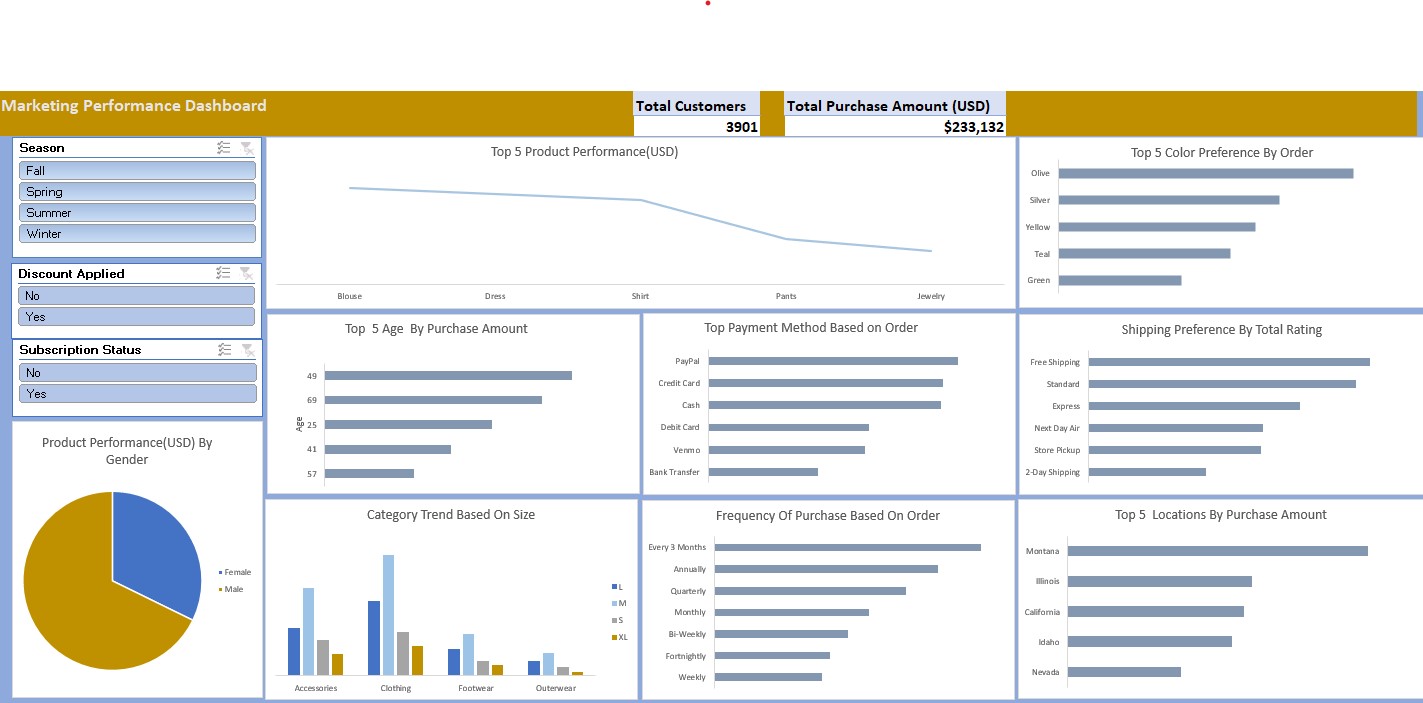 Marketing Performance Dashboard
Total Customers
3901
Total Purchase Amount (USD)
$233,132
Season
Fall
Spring
Summer
Winter
Discount Applied
No
Yes
Subscription Status
No
Yes
Product Performance(USD) By
Gender
Female
Male
Top 5 Product Performance(USD)
Blouse
Dress
Shirt
Pants
Jewelry
Top 5 Color Preference By Order
Olive
Silver
Yellow
Teal
Green
Top  5 Age  By Purchase Amount
Age
49
69
25
41
57
Top Payment Method Based on Order
PayPal
Credit Card
Cash
Debit Card
Venmo
Bank Transfer
Shipping Preference By Total Rating
Free Shipping
Standard
Express
Next Day Air
Store Pickup
2-Day Shipping
Category Trend Based On Size
Accessories
Clothing
Footwear
Outerwear
L
M
S
XL
Frequency Of Purchase Based On Order
Every 3 Months
Annually
Quarterly
Monthly
Bi-Weekly
Fortnightly
Weekly
Top 5  Locations By Purchase Amount
Montana
Illinois
California
Idaho
Nevada